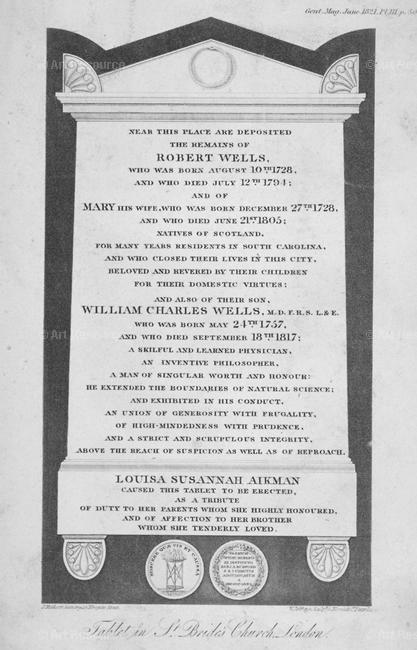 Gent. Mag. June 1821. Pl.III. p.
NEAR THIS PLACE ARE DEPOSITED
THE REMAINS OF
ROBERT WELLS,
WHO WAS BORN AUGUST 10TH 1728,
AND WHO DIED JULY 12TH 1794;
AND OF
MARY HIS WIFE, WHO WAS BORN DECEMBER 27TH 1728,
AND WHO DIED JUNE 21ST 1805;
NATIVES OF SCOTLAND,
FOR MANY YEARS RESIDENTS IN SOUTH CAROLINA,
AND WHO CLOSED THEIR LIVES IN THIS CITY,
BELOVED AND REVERED BY THEIR CHILDREN
FOR THEIR DOMESTIC VIRTUES:
AND ALSO OF THEIR SON,
WILLIAM CHARLES WELLS, M.D. F.R.S. L.& E.
WHO WAS BORN MAY 24TH 1757,
AND WHO DIED SEPTEMBER 18TH 1817;
A SKILFUL AND LEARNED PHYSICIAN,
AN INVENTIVE PHILOSOPHER,
A MAN OF SINGULAR WORTH AND HONOUR:
HE EXTENDED THE BOUNDARIES OF NATURAL SCIENCE;
AND EXHIBITED IN HIS CONDUCT,
AN UNION OF GENEROSITY WITH FRUGALITY,
OF HIGH-MINDEDNESS WITH PRUDENCE,
AND A STRICT AND SCRUPULOUS INTEGRITY,
ABOVE THE REACH OF SUSPICION AS WELL AS OF REPROACH.
LOUISA SUSANNAH AIKMAN
CAUSED THIS TABLET TO BE ERECTED,
AS A TRIBUTE
OF DUTY TO HER PARENTS WHOM SHE HIGHLY HONOURED,
AND OF AFFECTION TO HER BROTHER
WHOM SHE TENDERLY LOVED.
Tablet in St. Bride's Church, London.